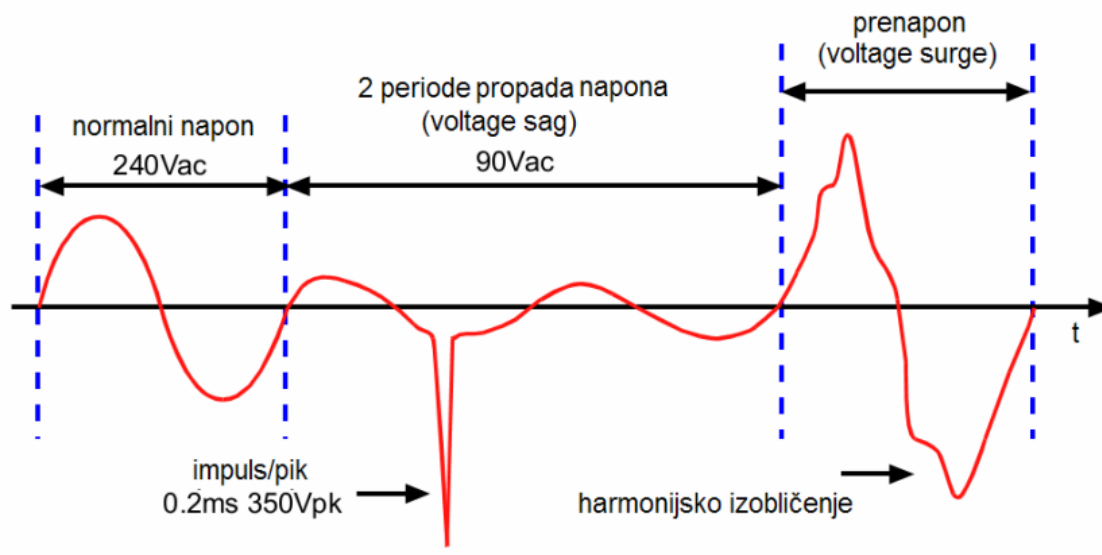 normalni napon
240Vac
2 periode propada napona
(voltage sag)
90Vac
prenapon
(voltage surge)
t
impuls/pik
0.2ms 350Vpk
harmonijsko izobličenje